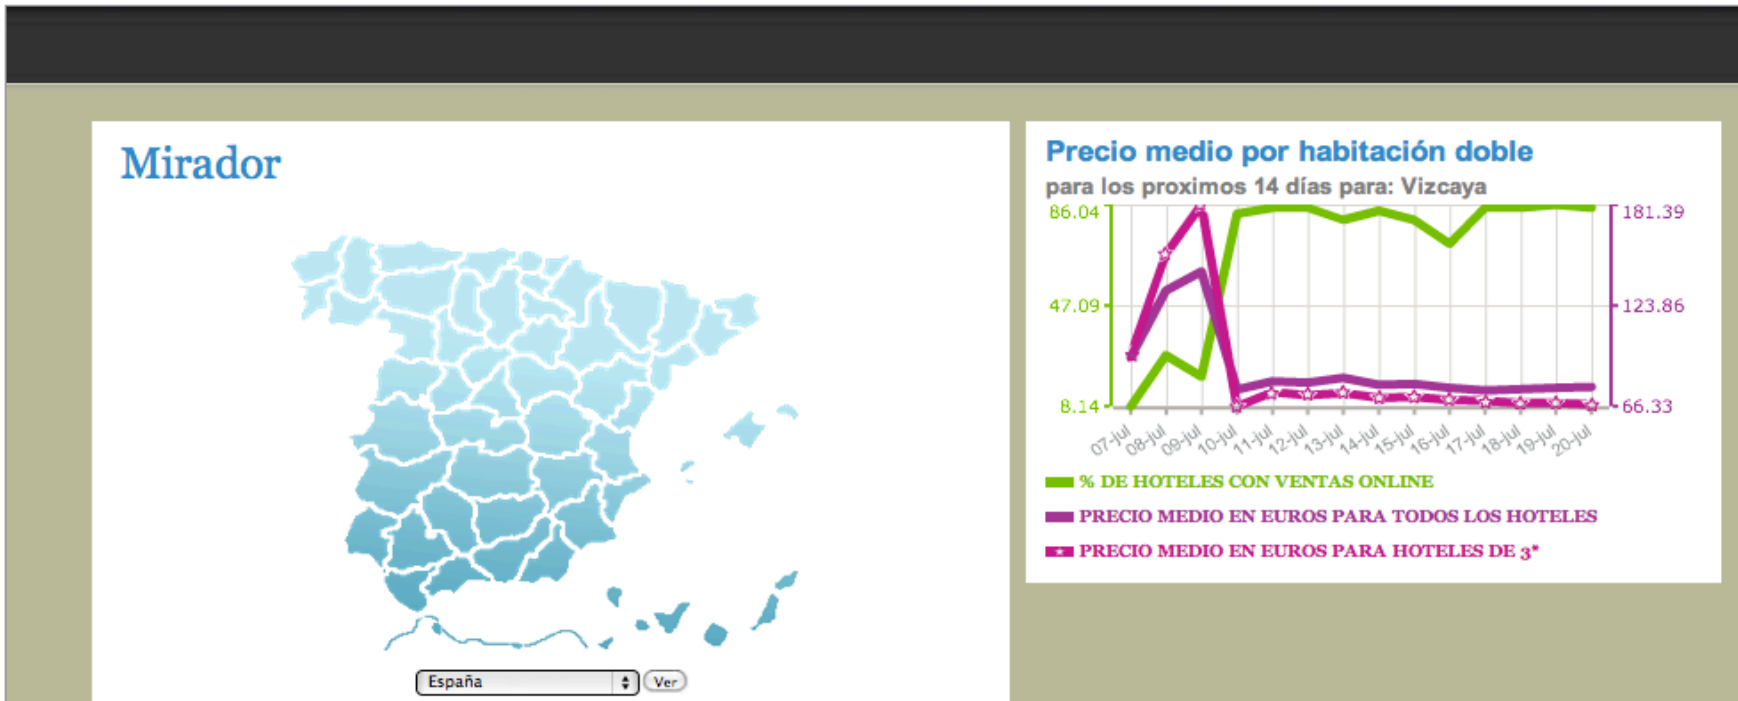 Mirador
España
Ver
Precio medio por habitación doble
para los proximos 14 días para: Vizcaya
86.04
181.39
47.09
123.86
8.14
66.33
07-jul
08-jul
09-jul
10-jul
11-jul
12-jul
13-jul
14-jul
15-jul
16-jul
17-jul
18-jul
19-jul
20-jul
% DE HOTELES CON VENTAS ONLINE
PRECIO MEDIO EN EUROS PARA TODOS LOS HOTELES
PRECIO MEDIO EN EUROS PARA HOTELES DE 3*